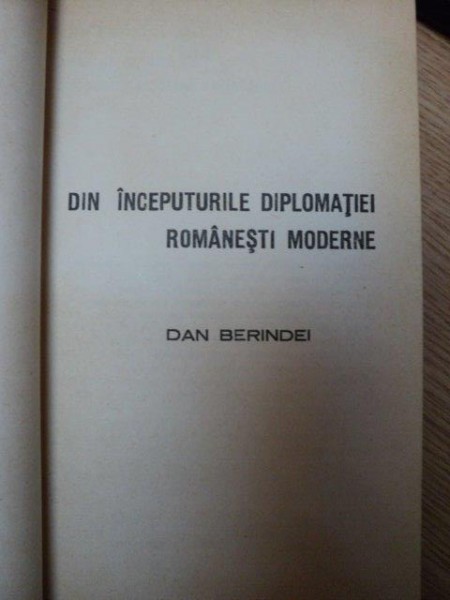 DIN ÎNCEPUTURILE DIPLOMAŢIEI
ROMÂNEŞTI MODERNE
DAN BERINDEI